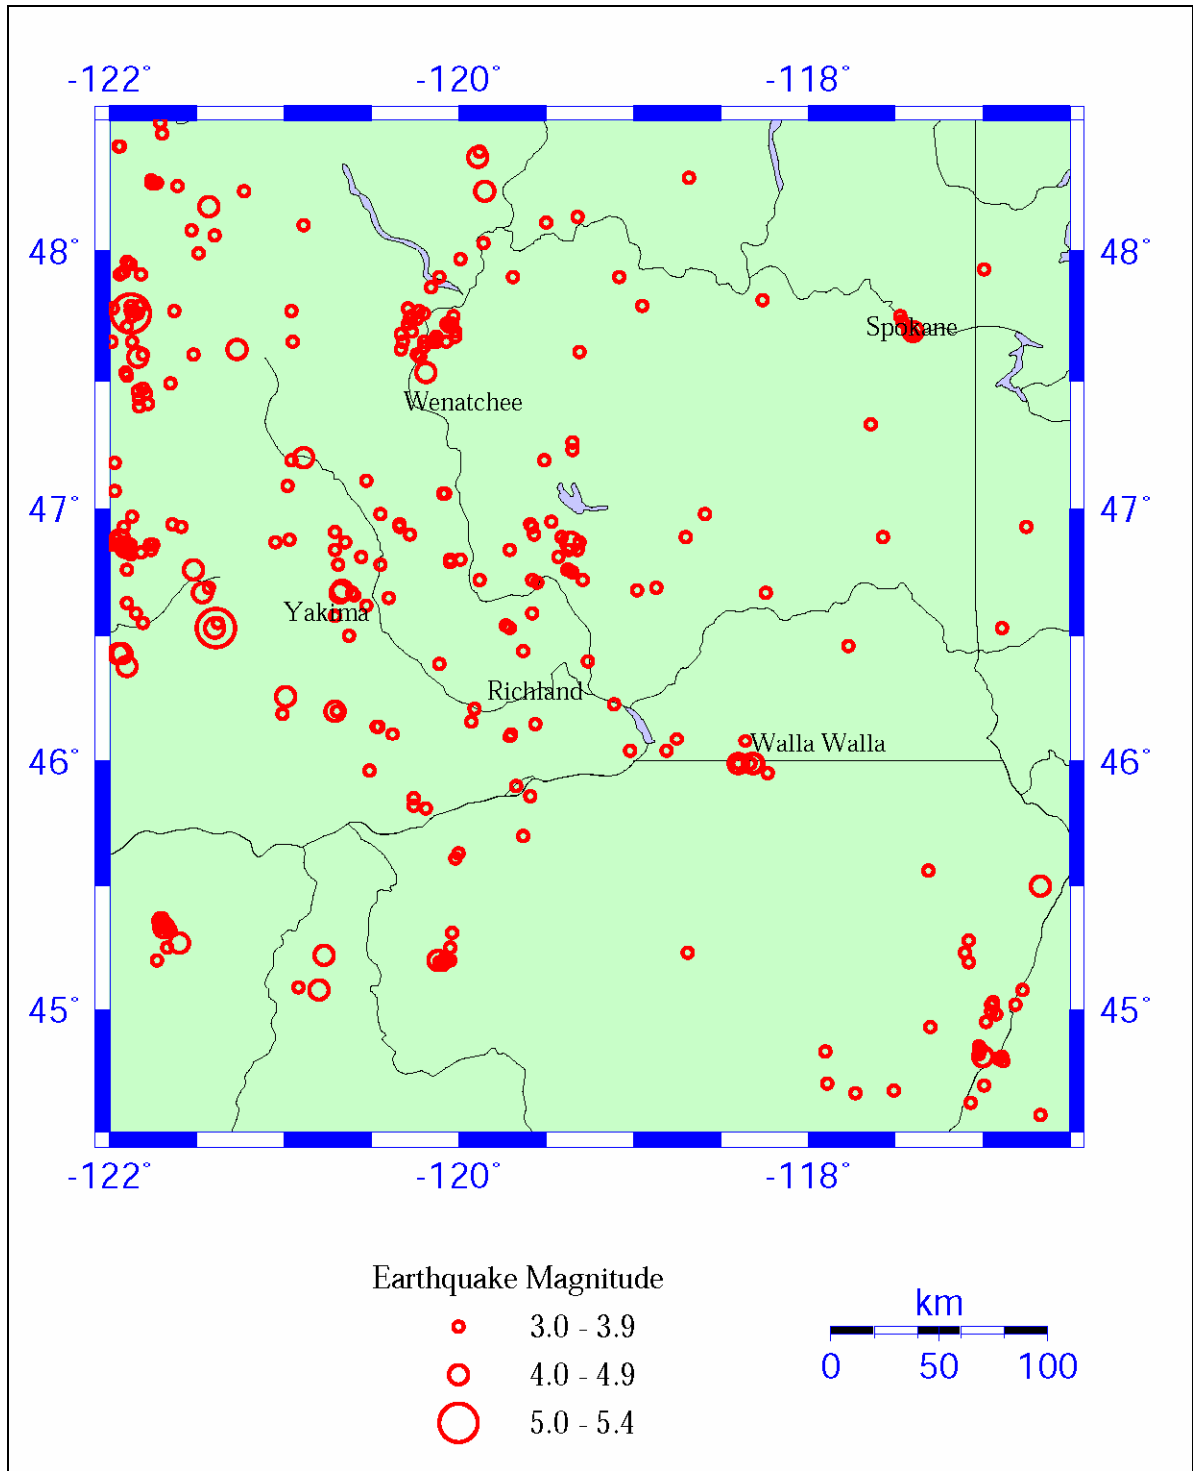 -122° -120° -118°
48° 48°
Spokane
Wenatchee
47° 47°
Yakima
Richland
Walla Walla
46° 46°
45° 45°
-122° -120° -118°
Earthquake Magnitude
3.0 - 3.9
4.0 - 4.9
5.0 - 5.4
km
0 50 100